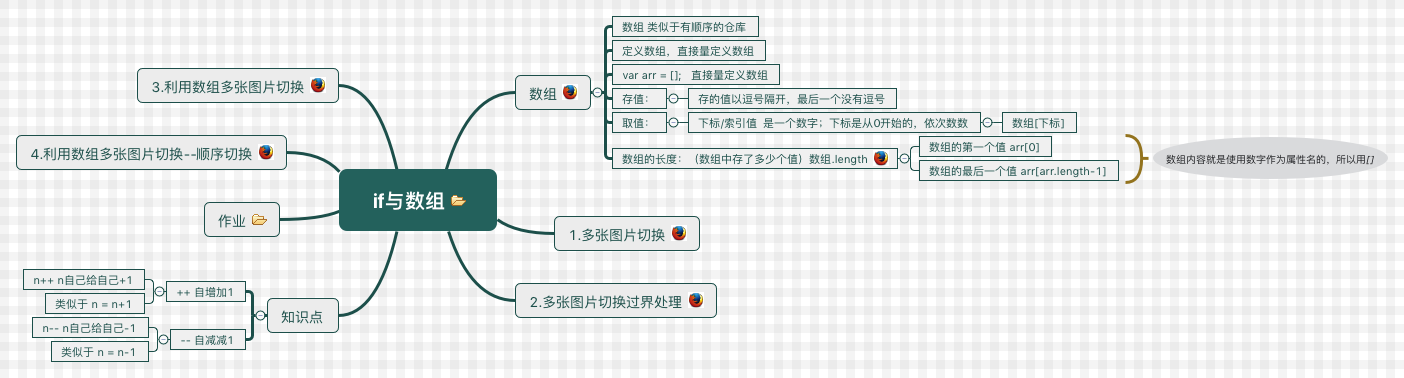 if与数组
数组
数组 类似于有顺序的仓库
定义数组，直接量定义数组
var arr = []; 直接量定义数组
存值：
存的值以逗号隔开，最后一个没有逗号
取值：
下标/索引值 是一个数字；下标是从0开始的，依次数数
数组[下标]
数组的长度：（数组中存了多少个值）数组.length
数组的第一个值 arr[0]
数组的最后一个值 arr[arr.length-1]
数组内容就是使用数字作为属性名的，所以用[]
1.多张图片切换
2.多张图片切换过界处理
3.利用数组多张图片切换
4.利用数组多张图片切换--顺序切换
作业
知识点
++ 自增加1
n++ n自己给自己+1
类似于 n = n+1
-- 自减减1
n-- n自己给自己-1
类似于 n = n-1